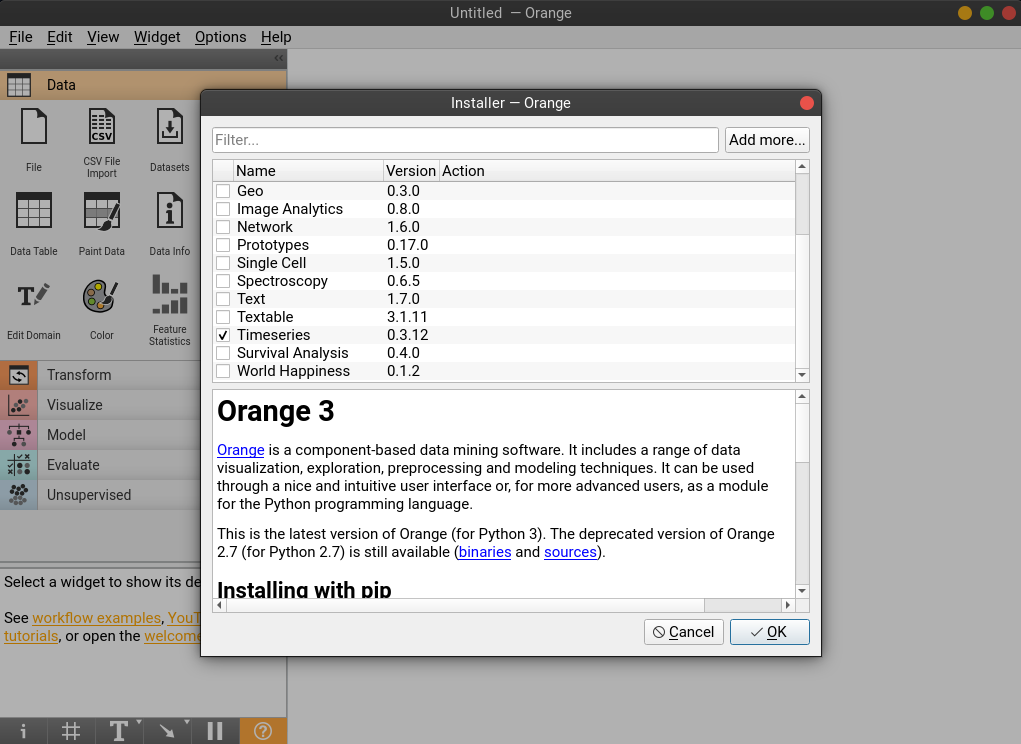 Untitled — Orange
File Edit View Widget Options Help
Data
File
CSV
CSV File
Import
Datasets
Data Table
Paint Data
Data Info
Edit Domain
Color
Feature
Statistics
Transform
Visualize
Model
Evaluate
Unsupervised
Select a widget to show its de
See workflow examples, YouT
tutorials, or open the welcome
T
?
Installer — Orange
Filter...
Add more...
Name Version Action
Geo 0.3.0
Image Analytics 0.8.0
Network 1.6.0
Prototypes 0.17.0
Single Cell 1.5.0
Spectroscopy 0.6.5
Text 1.7.0
Textable 3.1.11
Timeseries 0.3.12
Survival Analysis 0.4.0
World Happiness 0.1.2
Orange 3
Orange is a component-based data mining software. It includes a range of data
visualization, exploration, preprocessing and modeling techniques. It can be used
through a nice and intuitive user interface or, for more advanced users, as a module
for the Python programming language.
This is the latest version of Orange (for Python 3). The deprecated version of Orange
2.7 (for Python 2.7) is still available (binaries and sources).
Installing with pip
Cancel
OK